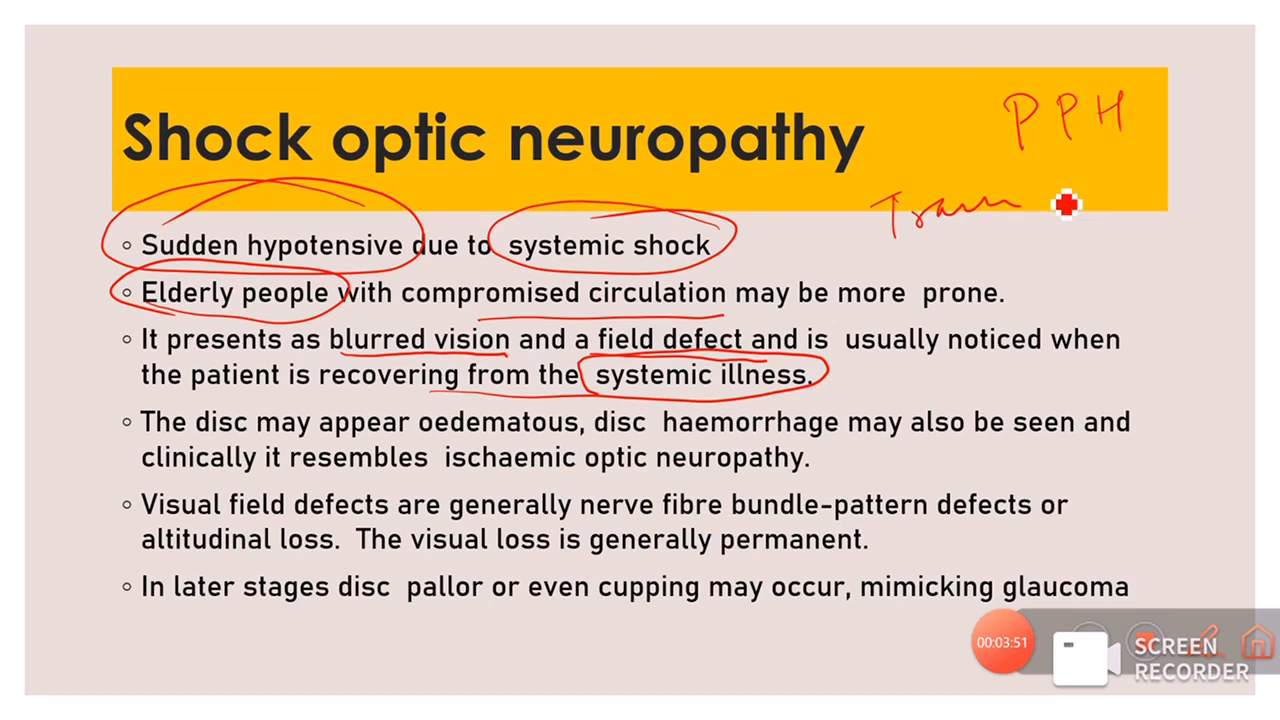 Shock optic neuropathy
PPH
Traum
◦ Sudden hypotensive due to systemic shock
◦ Elderly people with compromised circulation may be more prone.
◦ It presents as blurred vision and a field defect and is usually noticed when
the patient is recovering from the systemic illness.
◦ The disc may appear oedematous, disc haemorrhage may also be seen and
clinically it resembles ischaemic optic neuropathy.
◦ Visual field defects are generally nerve fibre bundle-pattern defects or
altitudinal loss. The visual loss is generally permanent.
◦ In later stages disc pallor or even cupping may occur, mimicking glaucoma
00:03:51
SCREEN
RECORDER